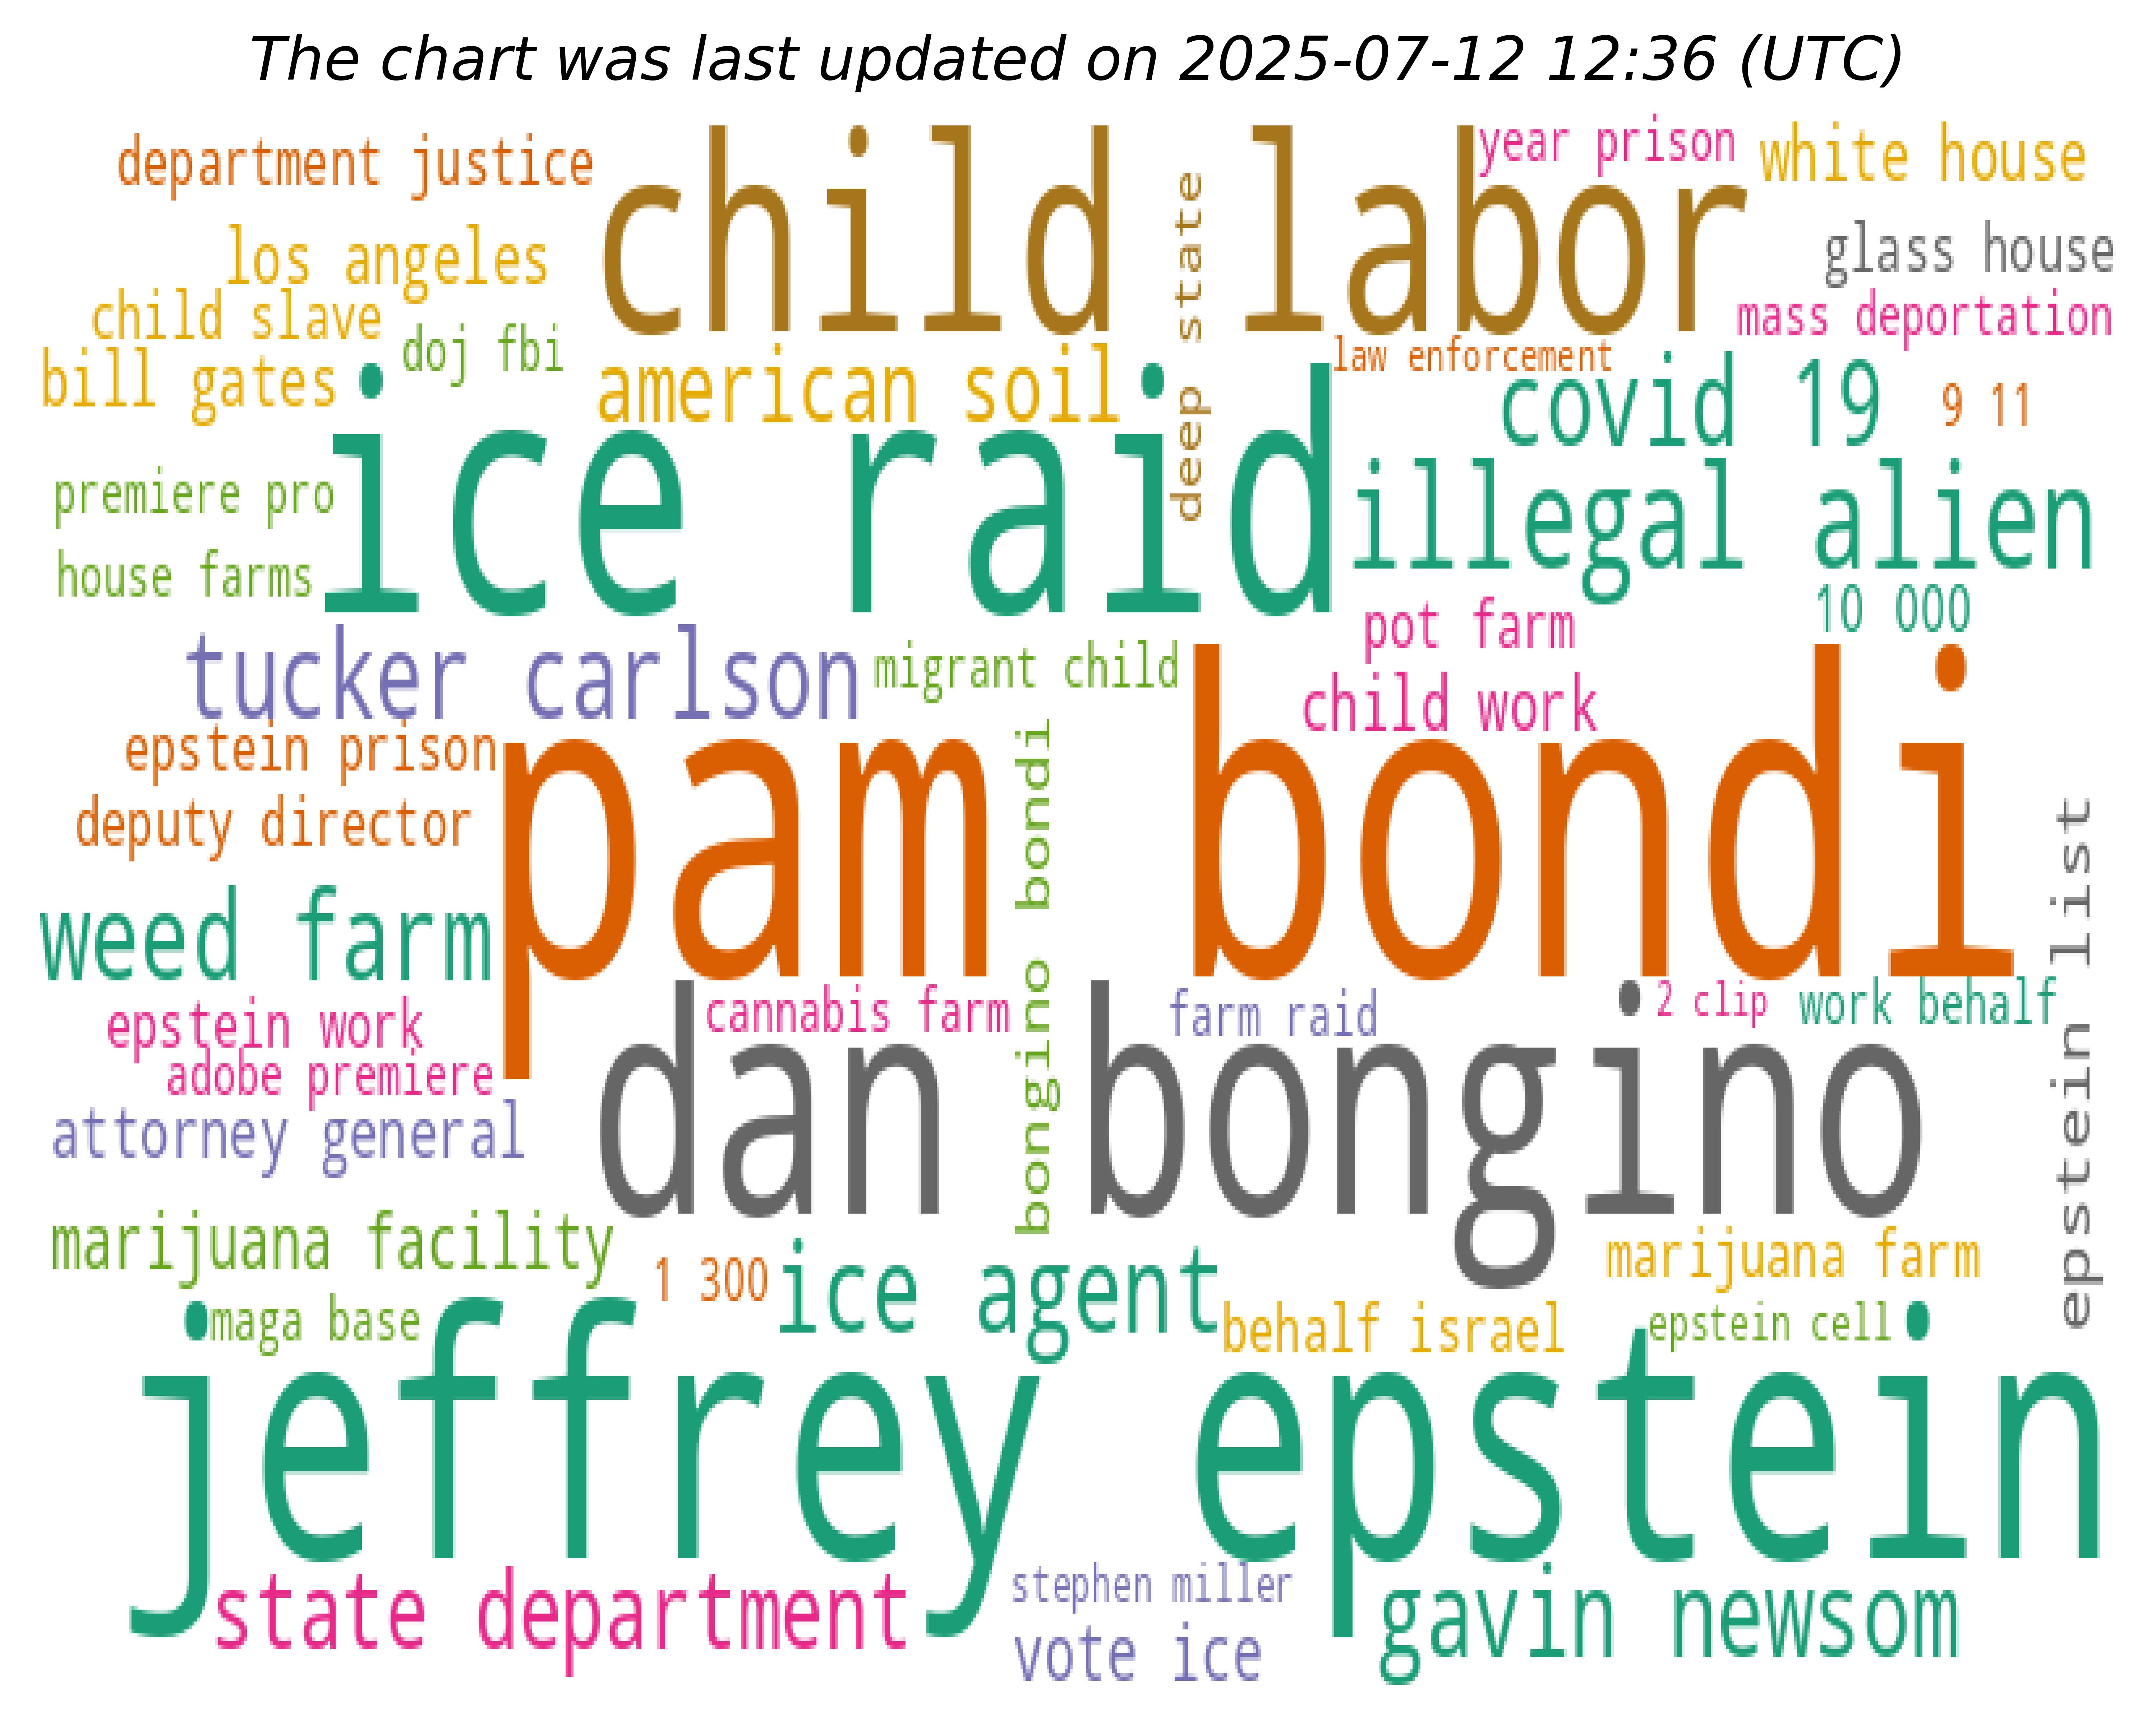 The chart was last updated on 2025-07-12 12:36 (UTC)
department justice
child labor
year prison
white house
los angeles
glass house
child slave
mass deportation
doj fbi
deep state
law enforcement
bill gates
american soil
covid 19
9 11
ice raid
illegal alien
premiere pro
house farms
10 000
pot farm
tucker carlson
migrant child
child work
epstein prison
pam bondi
deputy director
bongino bondi
epstein list
weed farm
cannabis farm
farm raid
2 clip
work behalf
epstein work
adobe premiere
dan bongino
attorney general
marijuana facility
1 300
ice agent
marijuana farm
maga base
behalf israel
epstein cell
jeffrey epstein
state department
stephen miller
gavin newsom
vote ice